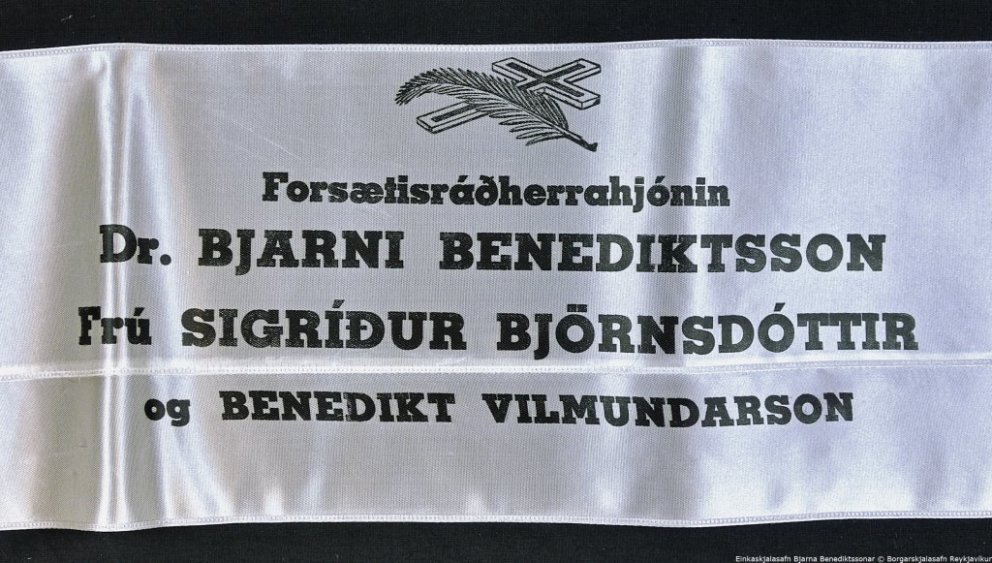 Forsætisráðherrahjónin
Dr. BJARNI BENEDIKTSSON
Frú SIGRÍÐUR BJÖRNSDÓTTIR
og BENEDIKT VILMUNDARSON
Einkaskjalasafn Bjarna Benediktssonar © Borgarskjalasafn Reykjavíkur